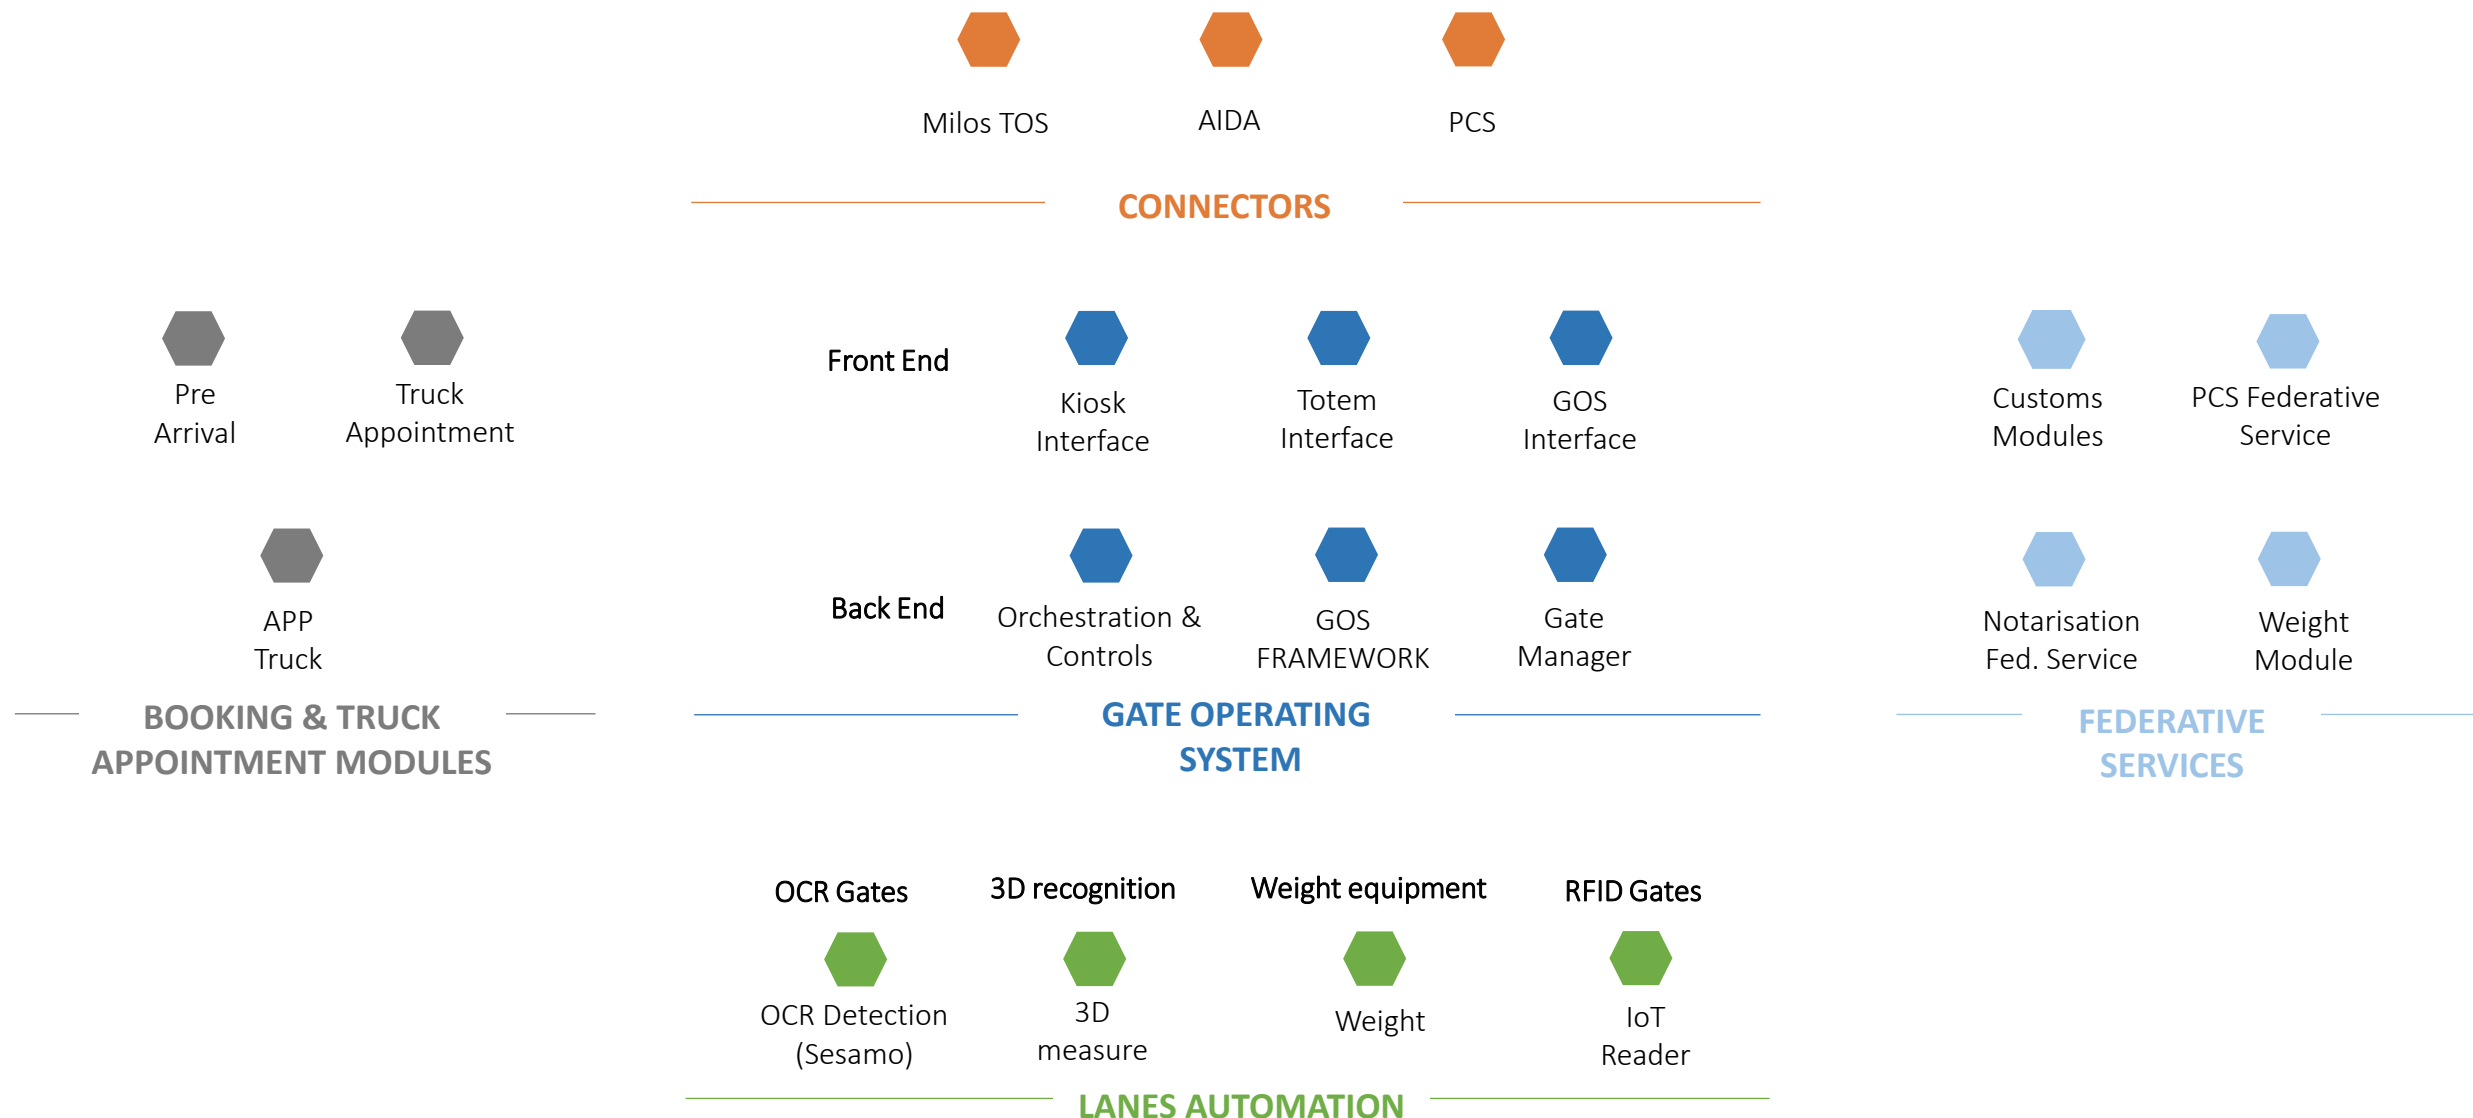 Milos TOS
AIDA
PCS
CONNECTORS
Pre
Arrival
Truck
Appointment
APP
Truck
BOOKING & TRUCK
APPOINTMENT MODULES
Front End
Kiosk
Interface
Totem
Interface
GOS
Interface
Back End
Orchestration &
Controls
GOS
FRAMEWORK
Gate
Manager
GATE OPERATING
SYSTEM
Customs
Modules
PCS Federative
Service
Notarisation
Fed. Service
Weight
Module
FEDERATIVE
SERVICES
OCR Gates
OCR Detection
(Sesamo)
3D recognition
3D
measure
Weight equipment
Weight
RFID Gates
IoT
Reader
LANES AUTOMATION